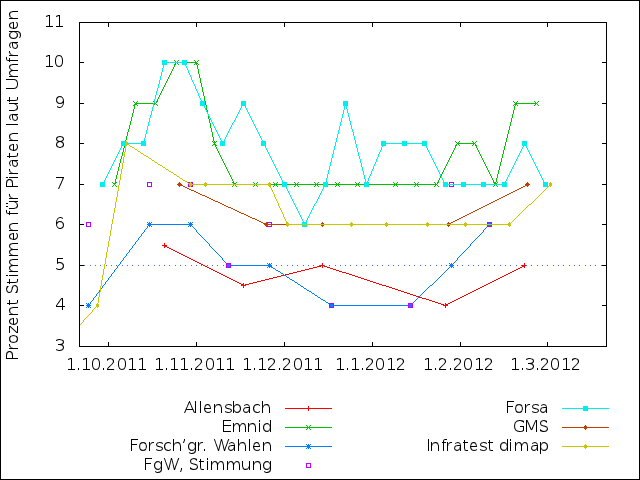 Prozent Stimmen für Piraten laut Umfragen
11
10
9
8
7
6
5
4
3
1.10.2011 1.11.2011 1.12.2011 1.1.2012 1.2.2012 1.3.2012
Allensbach Forsa
Emnid GMS
Forsch'gr. Wahlen Infratest dimap
FgW, Stimmung